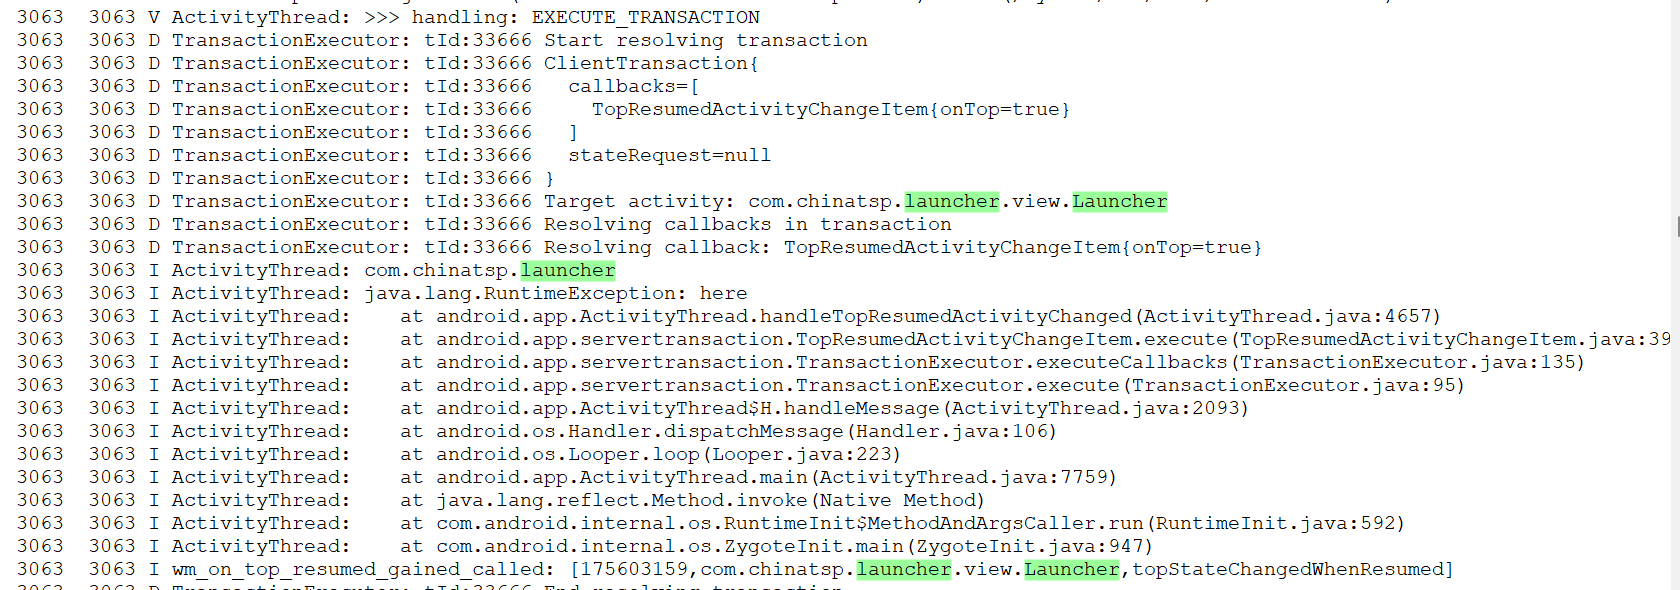 3063  3063 V ActivityThread: >>> handling: EXECUTE_TRANSACTION
3063  3063 D TransactionExecutor: tId:33666 Start resolving transaction
3063  3063 D TransactionExecutor: tId:33666 ClientTransaction{
3063  3063 D TransactionExecutor: tId:33666   callbacks=[
3063  3063 D TransactionExecutor: tId:33666     TopResumedActivityChangeItem{onTop=true}
3063  3063 D TransactionExecutor: tId:33666   ]
3063  3063 D TransactionExecutor: tId:33666   stateRequest=null
3063  3063 D TransactionExecutor: tId:33666 }
3063  3063 D TransactionExecutor: tId:33666 Target activity: com.chinatsp.launcher.view.Launcher
3063  3063 D TransactionExecutor: tId:33666 Resolving callbacks in transaction
3063  3063 D TransactionExecutor: tId:33666 Resolving callback: TopResumedActivityChangeItem{onTop=true}
3063  3063 I ActivityThread: com.chinatsp.launcher
3063  3063 I ActivityThread: java.lang.RuntimeException: here
3063  3063 I ActivityThread:    at android.app.ActivityThread.handleTopResumedActivityChanged(ActivityThread.java:4657)
3063  3063 I ActivityThread:    at android.app.servertransaction.TopResumedActivityChangeItem.execute(TopResumedActivityChangeItem.java:39
3063  3063 I ActivityThread:    at android.app.servertransaction.TransactionExecutor.executeCallbacks(TransactionExecutor.java:135)
3063  3063 I ActivityThread:    at android.app.servertransaction.TransactionExecutor.execute(TransactionExecutor.java:95)
3063  3063 I ActivityThread:    at android.app.ActivityThread$H.handleMessage(ActivityThread.java:2093)
3063  3063 I ActivityThread:    at android.os.Handler.dispatchMessage(Handler.java:106)
3063  3063 I ActivityThread:    at android.os.Looper.loop(Looper.java:223)
3063  3063 I ActivityThread:    at android.app.ActivityThread.main(ActivityThread.java:7759)
3063  3063 I ActivityThread:    at java.lang.reflect.Method.invoke(Native Method)
3063  3063 I ActivityThread:    at com.android.internal.os.RuntimeInit$MethodAndArgsCaller.run(RuntimeInit.java:592)
3063  3063 I ActivityThread:    at com.android.internal.os.ZygoteInit.main(ZygoteInit.java:947)
3063  3063 I wm_on_top_resumed_gained_called: [175603159,com.chinatsp.launcher.view.Launcher,topStateChangedWhenResumed]
3063  3063 D TransactionExecutor: tId:33666 End resolving transaction